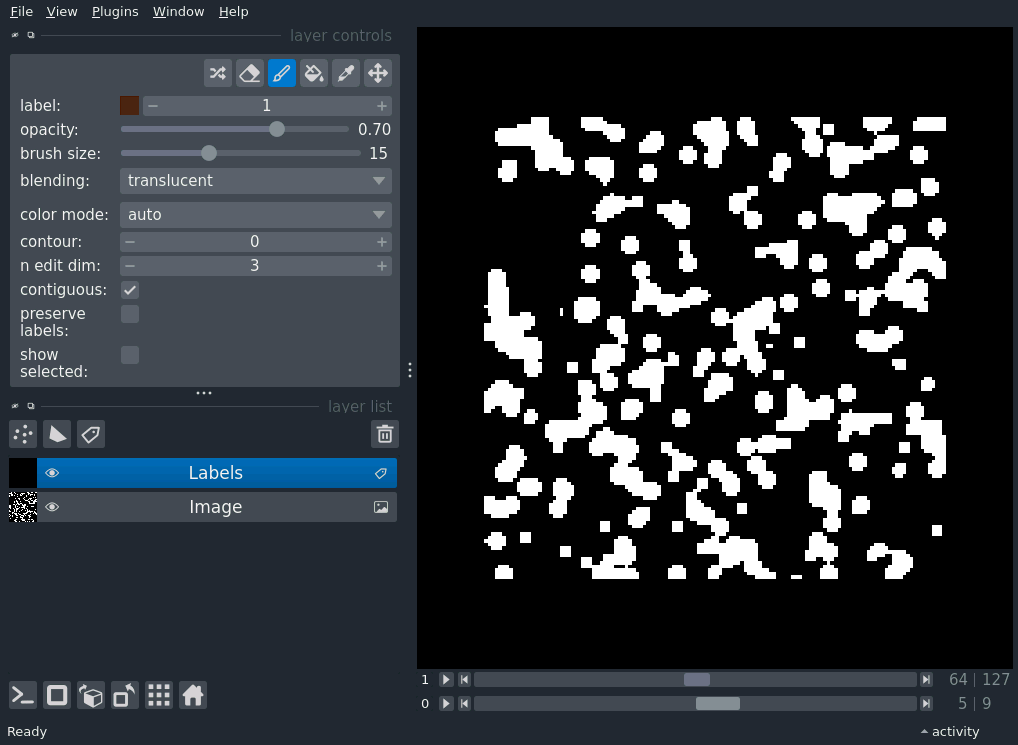 File View Plugins Window Help
layer controls
label: 1
opacity: 0.70
brush size: 15
blending: translucent
color mode: auto
contour: 0
n edit dim: 3
contiguous:
preserve
labels:
show
selected:
layer list
Labels
Image
1 64 | 127
0 5 | 9
Ready activity